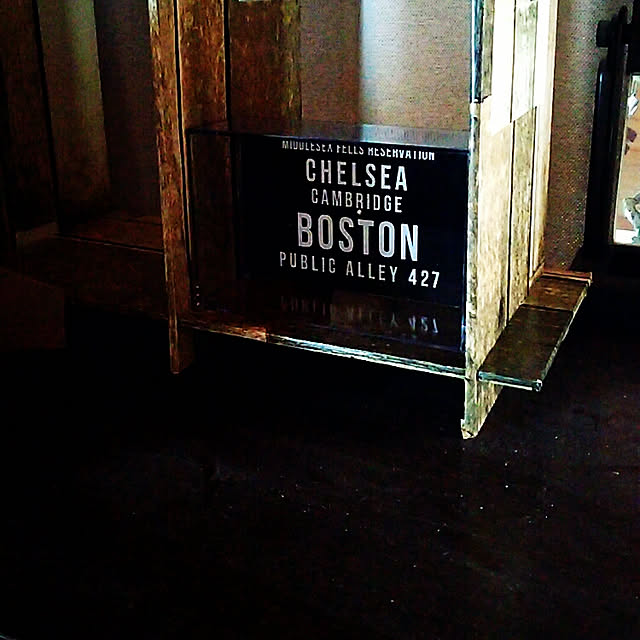 MIDDLESEX FELLS RESERVATION
CHELSEA
CAMBRIDGE
BOSTON
PUBLIC ALLEY 427